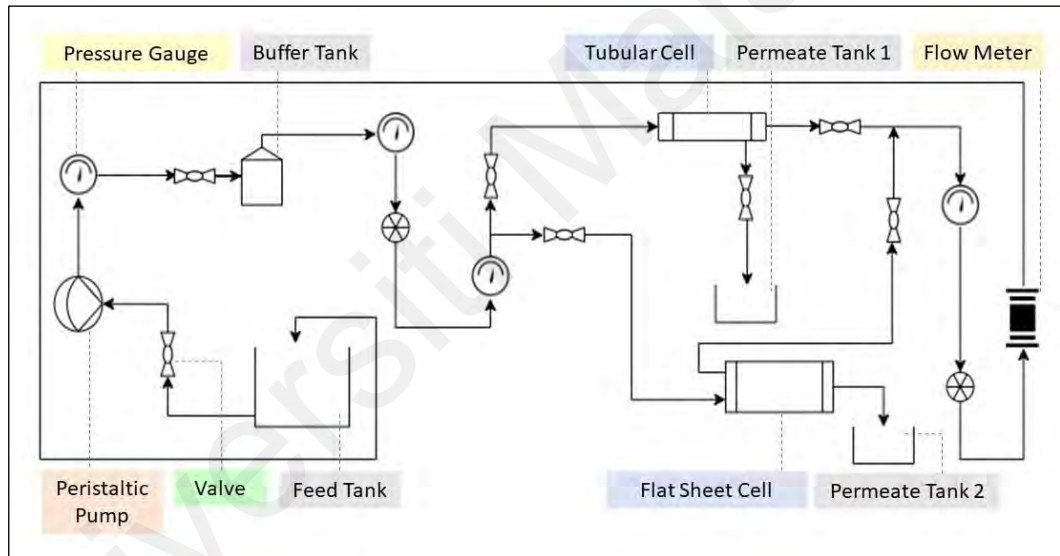 Pressure Gauge
Buffer Tank
Tubular Cell
Permeate Tank 1
Flow Meter
Peristaltic
Pump
Valve
Feed Tank
Flat Sheet Cell
Permeate Tank 2